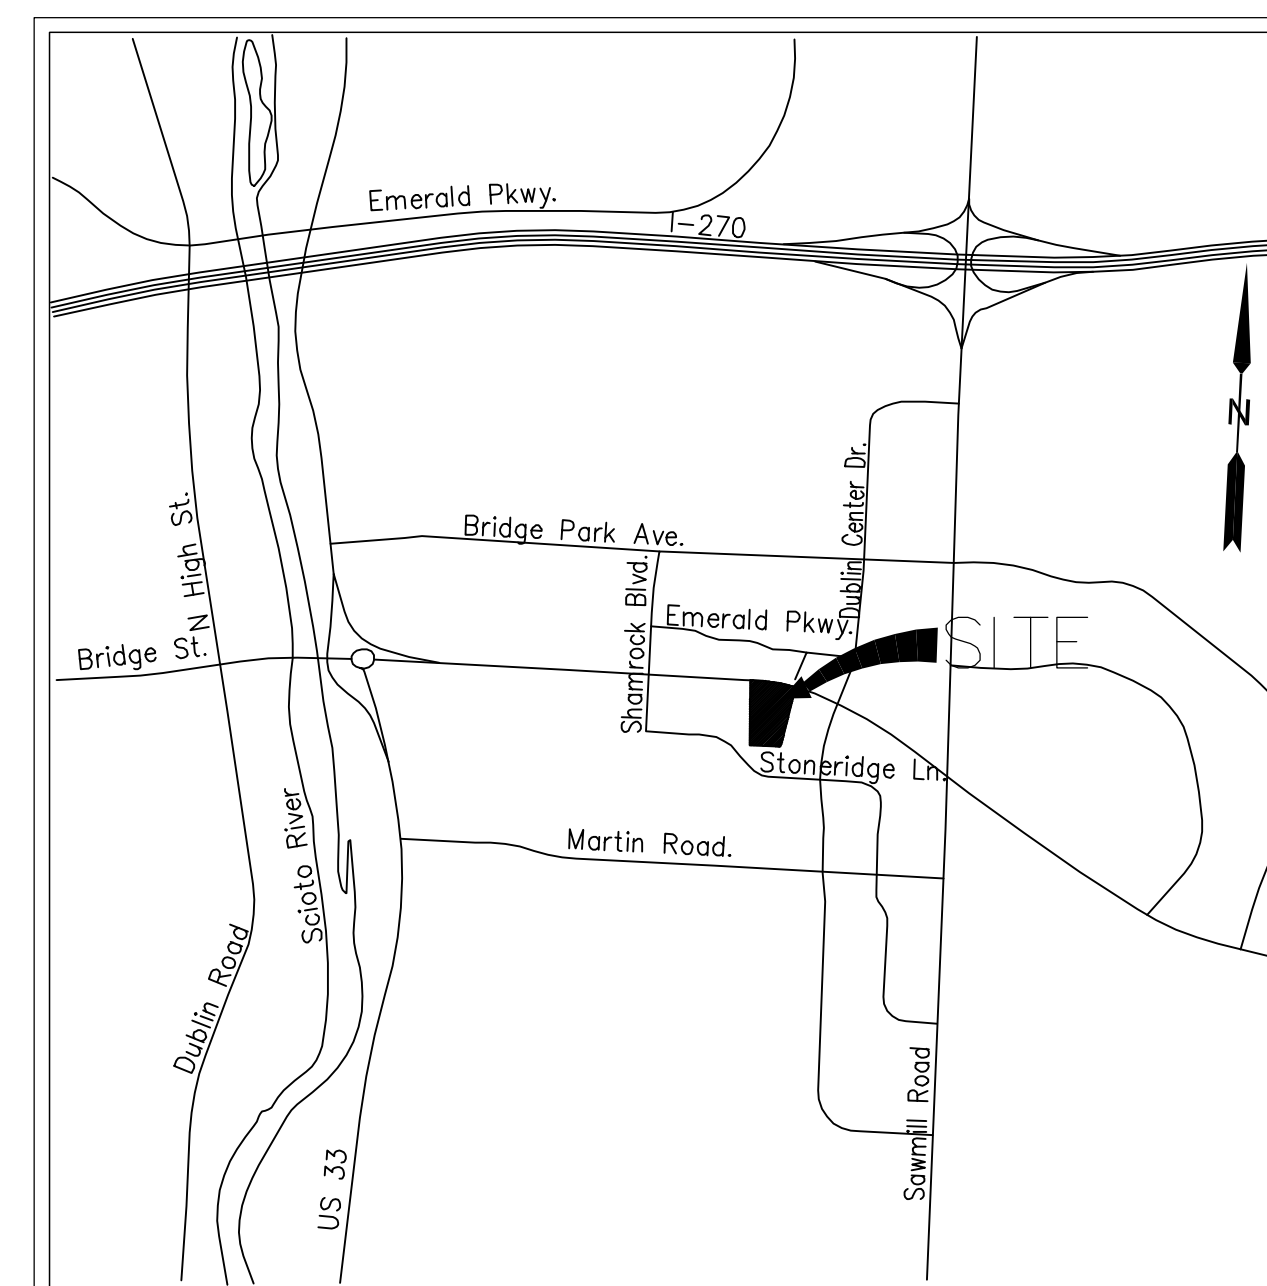 Emerald Pkwy.
I-270
N
Dublin Center Dr.
N High St.
Bridge Park Ave.
Shamrock Blvd.
Emerald Pkwy.
SITE
Bridge St.
Stoneridge Ln.
Scioto River
Martin Road.
Dublin Road
Sawmill Road
US 33